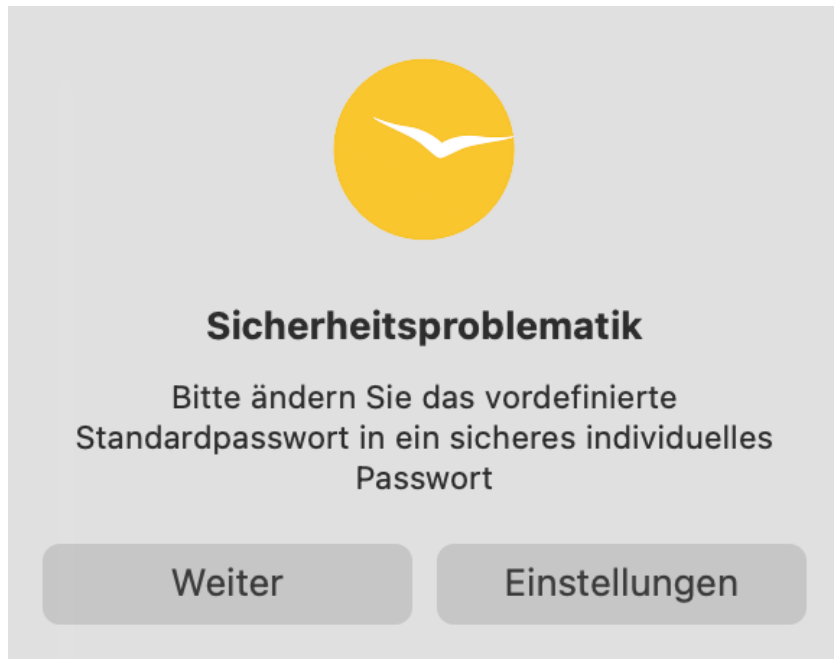 Sicherheitsproblematik
Bitte ändern Sie das vordefinierte
Standardpasswort in ein sicheres individuelles
Passwort
Weiter
Einstellungen